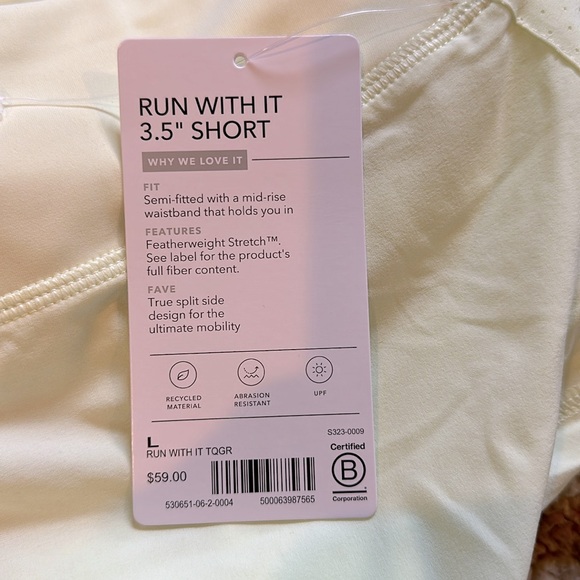 RUN WITH IT
3.5" SHORT
WHY WE LOVE IT
FIT
Semi-fitted with a mid-rise
waistband that holds you in
FEATURES
Featherweight Stretch™.
See label for the product's
full fiber content.
FAVE
True split side
design for the
ultimate mobility
RECYCLED
MATERIAL
ABRASION
RESISTANT
UPF
L
S323-0009
RUN WITH IT TQGR
$59.00
530651-06-2-0004
500063987565
Certified
B
Corporation